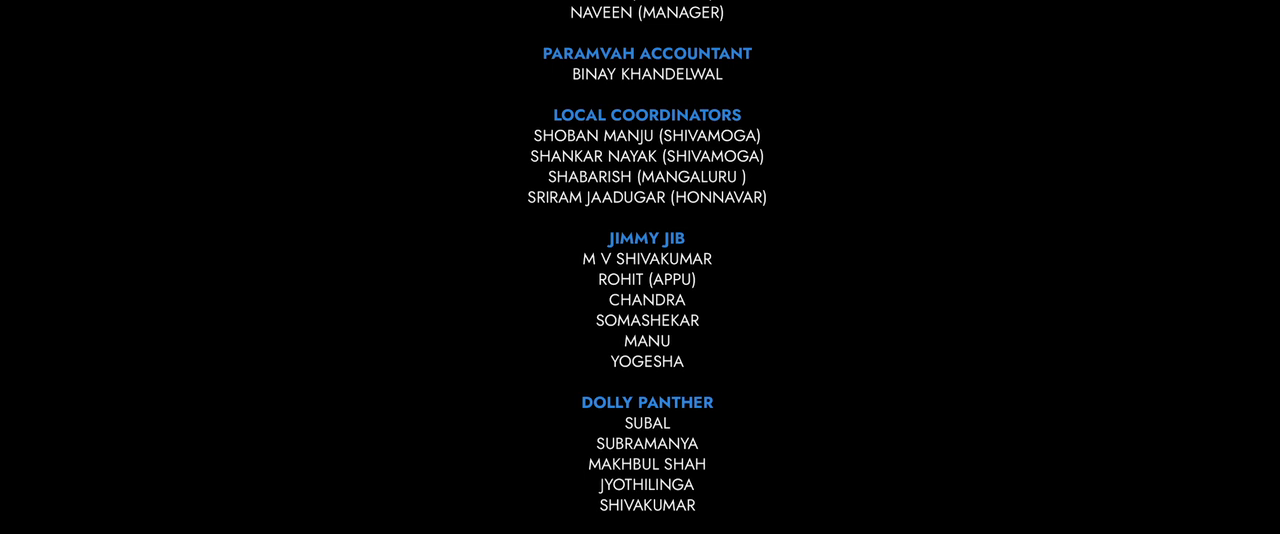 NAVEEN (MANAGER)
PARAMVAH ACCOUNTANT
BINAY KHANDELWAL
LOCAL COORDINATORS
SHOBAN MANJU (SHIVAMOGA)
SHANKAR NAYAK (SHIVAMOGA)
SHABARISH (MANGALURU )
SRIRAM JAADUGAR (HONNAVAR)
JIMMY JIB
M V SHIVAKUMAR
ROHIT (APPU)
CHANDRA
SOMASHEKAR
MANU
YOGESHA
DOLLY PANTHER
SUBAL
SUBRAMANYA
MAKHBUL SHAH
JYOTHILINGA
SHIVAKUMAR